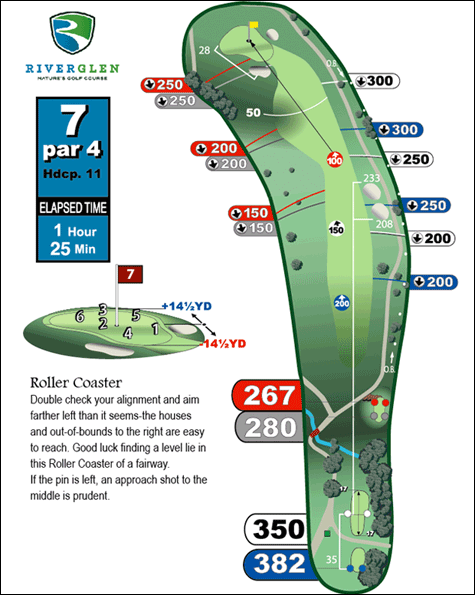 RIVERGLEN
NATURE'S GOLF COURSE
7
par 4
Hdcp. 11
ELAPSED TIME
1 Hour
25 Min
7
+14½YD
-14½YD
6
3
2
5
4
1
Roller Coaster
Double check your alignment and aim
farther left than it seems-the houses
and out-of-bounds to the right are easy
to reach. Good luck finding a level lie in
this Roller Coaster of a fairway.
If the pin is left, an approach shot to the
middle is prudent.
28
O.B.
250
250
300
50
200
200
300
100
250
233
150
150
250
150
208
200
200
200
O.B.
267
280
17
350
17
382
35